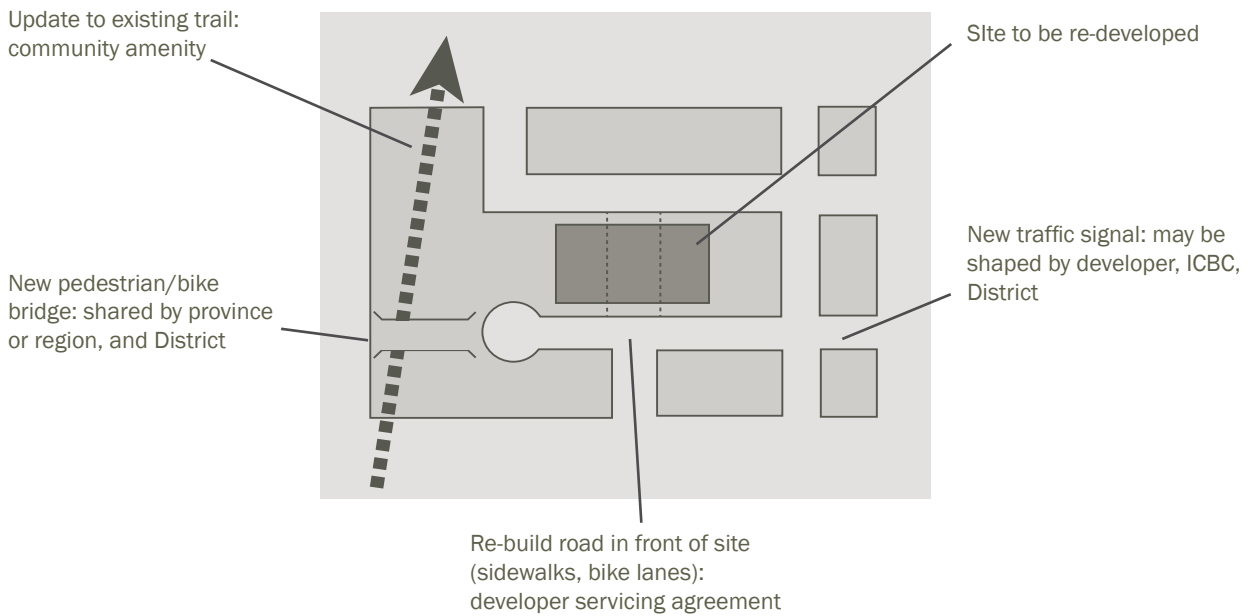 Update to existing trail:
community amenity
SIte to be re-developed
New traffic signal: may be
shaped by developer, ICBC,
District
New pedestrian/bike
bridge: shared by province
or region, and District
Re-build road in front of site
(sidewalks, bike lanes):
developer servicing agreement